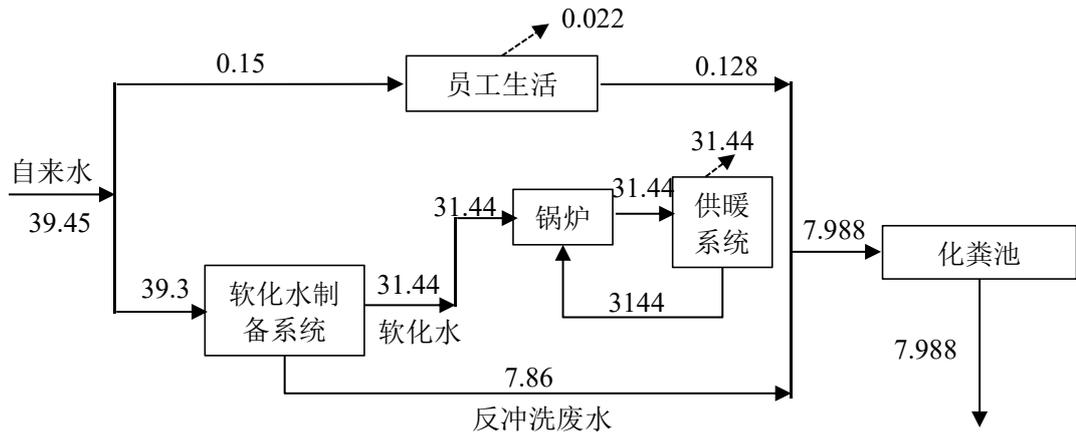 0.022
0.15
员工生活
0.128
自来水
39.45
31.44
31.44
锅炉
31.44
供暖
系统
7.988
化粪池
39.3
软化水制
备系统
31.44
软化水
3144
7.988
7.86
反冲洗废水